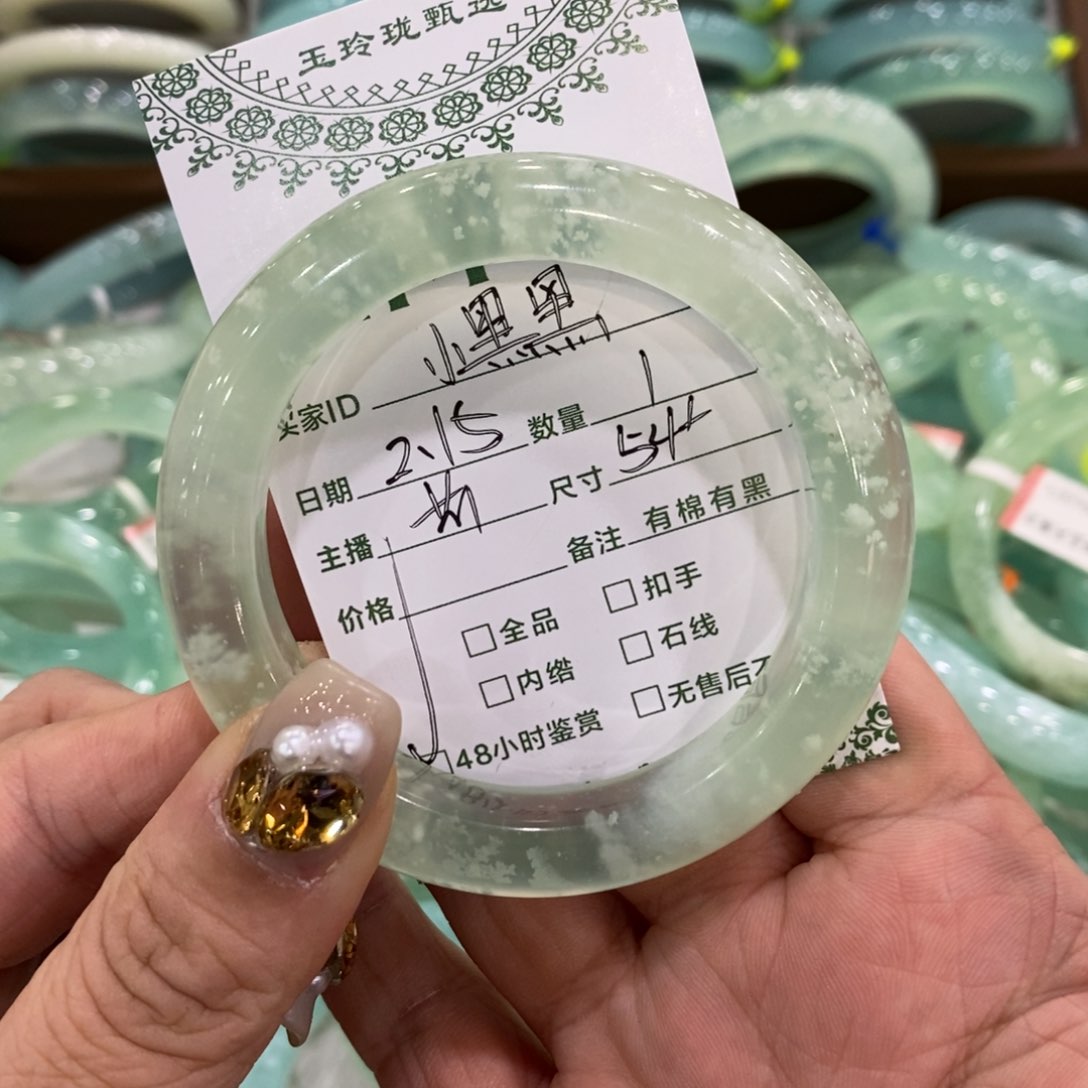 玉玲珑甄选
买家ID 小黑黑
日期 2.15 数量 1
主播 尺寸 54+
价格 备注 有棉有黑
全品 扣手
内绺 石线
48小时鉴赏 无售后不